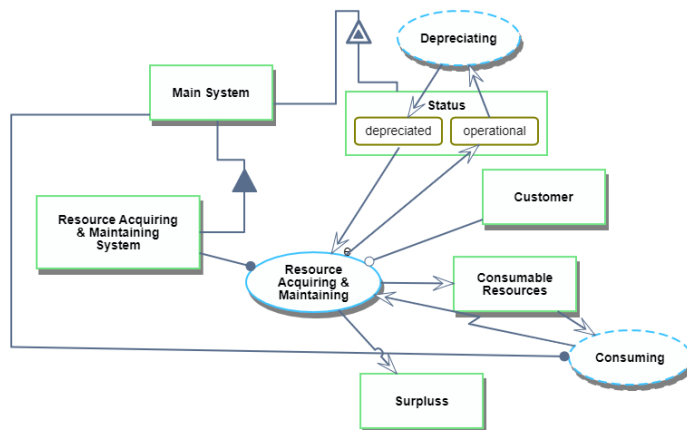 Depreciating
Main System
Status
depreciated
operational
Customer
Resource Acquiring
& Maintaining
System
e
Resource
Acquiring &
Maintaining
Consumable
Resources
Consuming
Surpluss